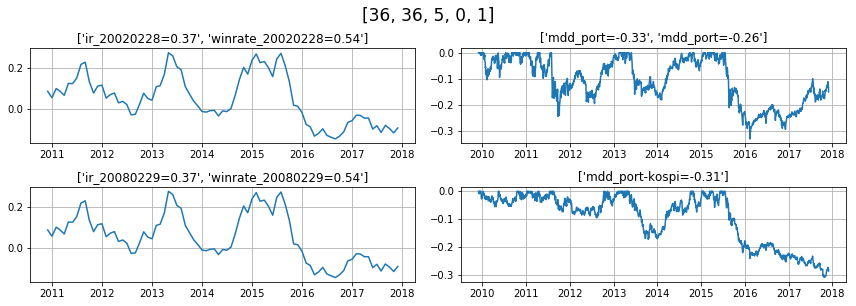 [36, 36, 5, 0, 1]
['ir_20020228=0.37', 'winrate_20020228=0.54']
0.2
0.0
2011 2012 2013 2014 2015 2016 2017 2018
['mdd_port=-0.33', 'mdd_port=-0.26']
0.0
−0.1
−0.2
−0.3
2010 2011 2012 2013 2014 2015 2016 2017 2018
['ir_20080229=0.37', 'winrate_20080229=0.54']
0.2
0.0
2011 2012 2013 2014 2015 2016 2017 2018
['mdd_port-kospi=-0.31']
0.0
−0.1
−0.2
−0.3
2010 2011 2012 2013 2014 2015 2016 2017 2018